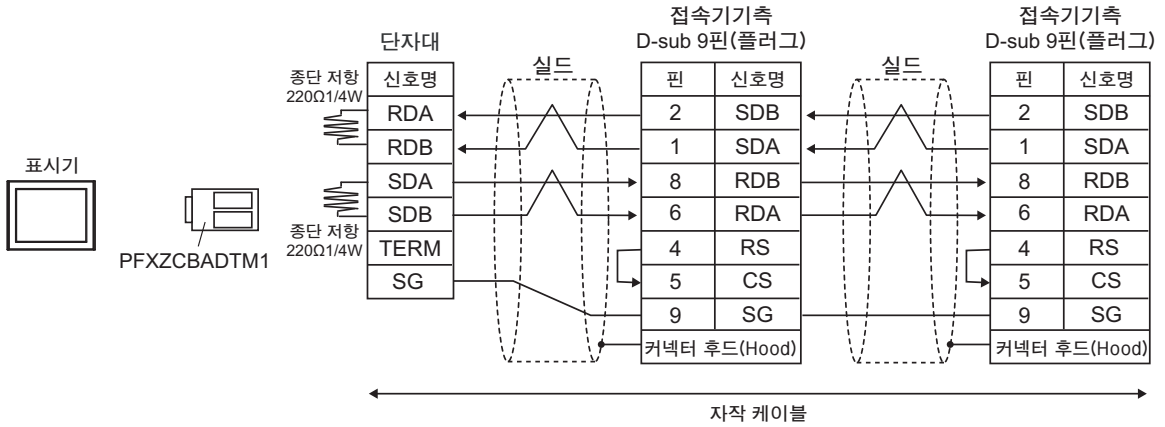 표시기
PFXZCBADTM1
단자대
종단 저항
220Ω1/4W
종단 저항
220Ω1/4W
신호명
RDA
RDB
SDA
SDB
TERM
SG
실드
접속기기측
D-sub 9핀(플러그)
핀 신호명
2 SDB
1 SDA
8 RDB
6 RDA
4 RS
5 CS
9 SG
커넥터 후드(Hood)
실드
접속기기측
D-sub 9핀(플러그)
핀 신호명
2 SDB
1 SDA
8 RDB
6 RDA
4 RS
5 CS
9 SG
커넥터 후드(Hood)
자작 케이블